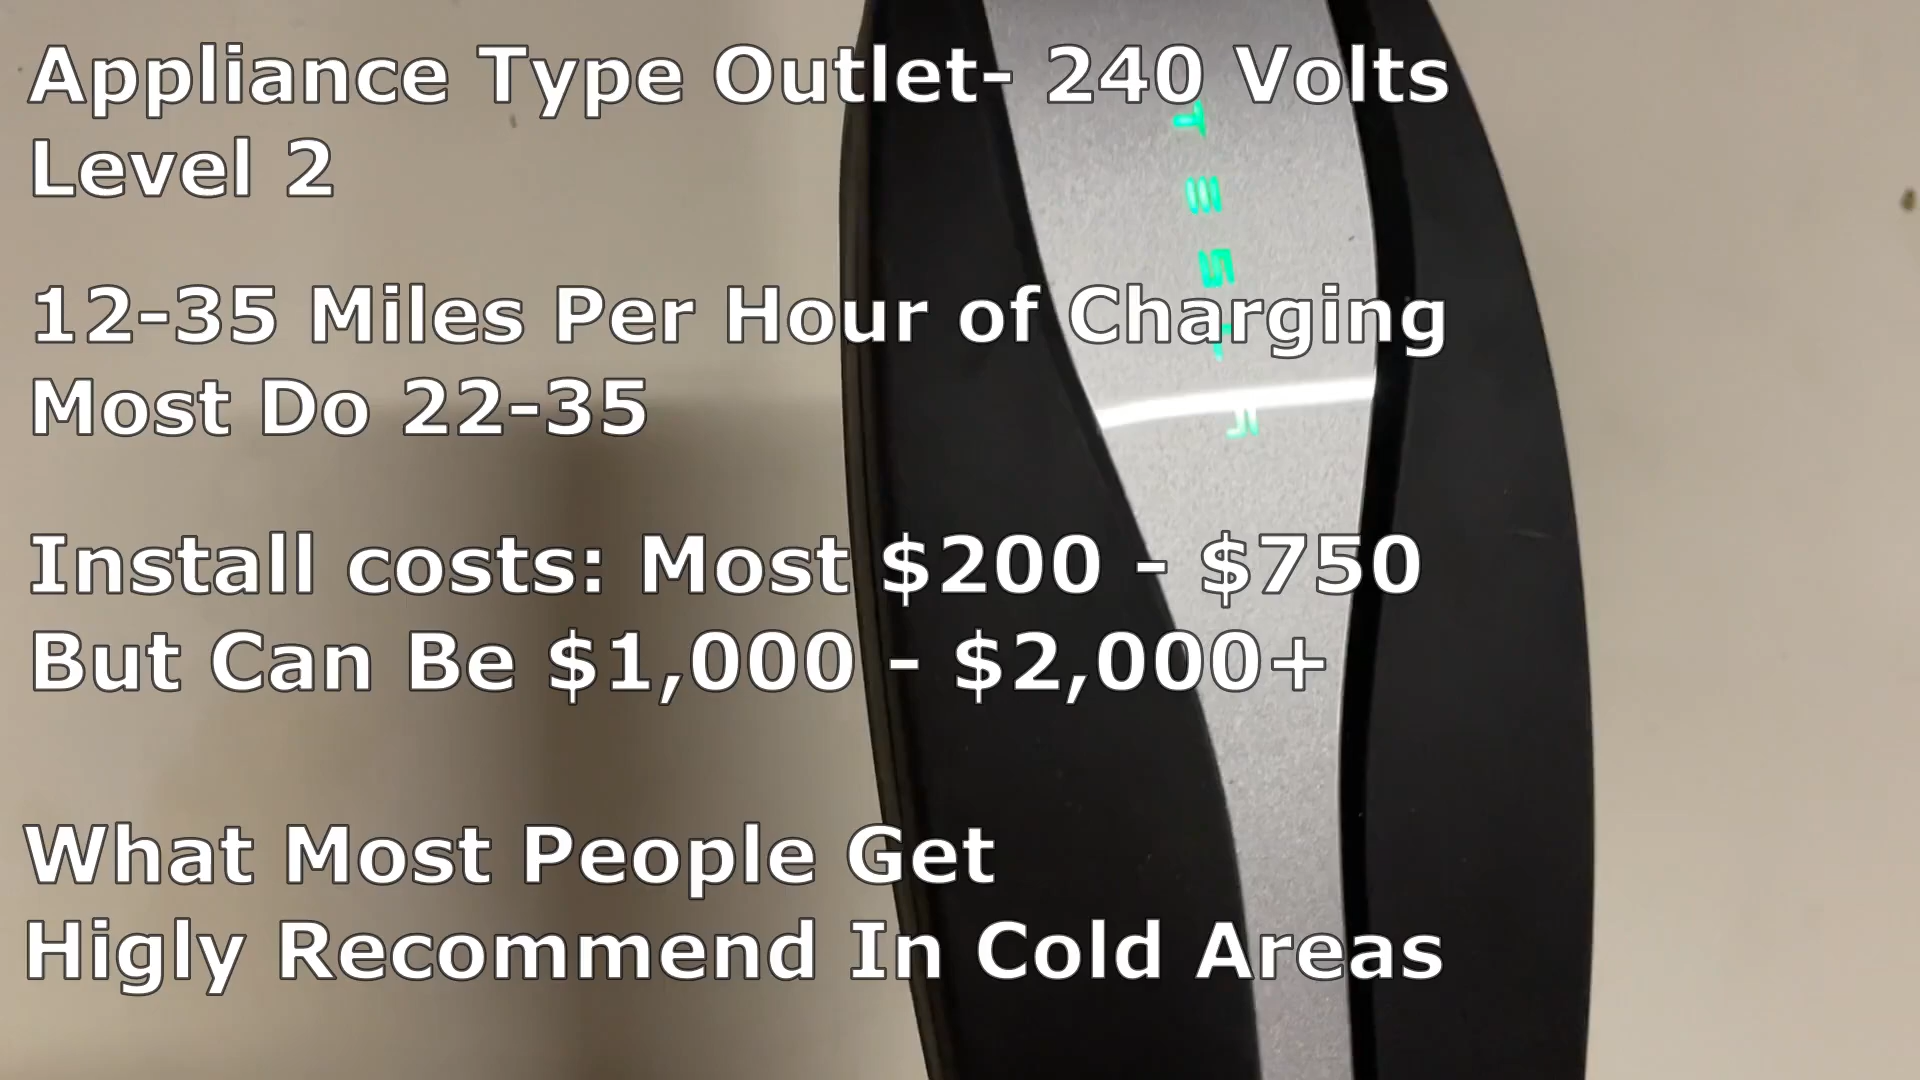 Appliance Type Outlet- 240 Volts
Level 2
TESLA
12-35 Miles Per Hour of Charging
Most Do 22-35
Install costs: Most $200 - $750
But Can Be $1,000 - $2,000+
What Most People Get
Higly Recommend In Cold Areas